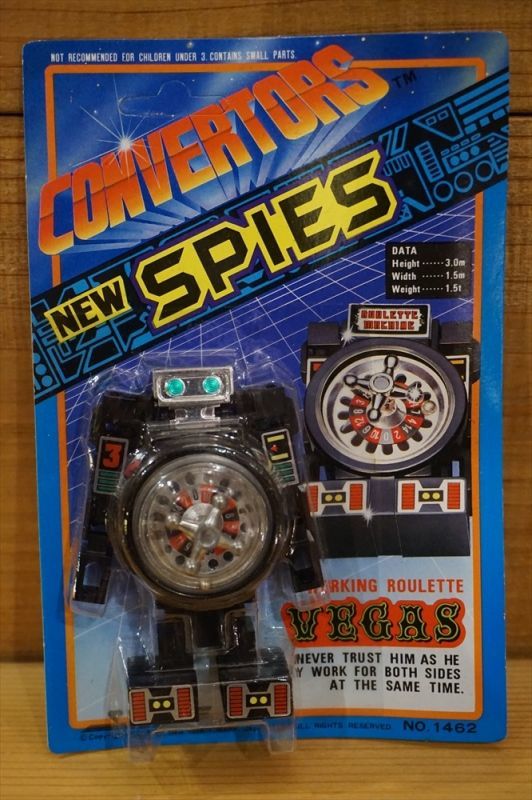 NOT RECOMMENDED FOR CHILDREN UNDER 3. CONTAINS SMALL PARTS.
CONVERTORS™
NEW SPIES
DATA
Height ······ 3.0m
Width ······ 1.5m
Weight ······ 1.5t
ROULETTE
MACHINE
3
RKING ROULETTE
VEGAS
NEVER TRUST HIM AS HE
Y WORK FOR BOTH SIDES
AT THE SAME TIME.
ALL RIGHTS RESERVED. NO. 1462